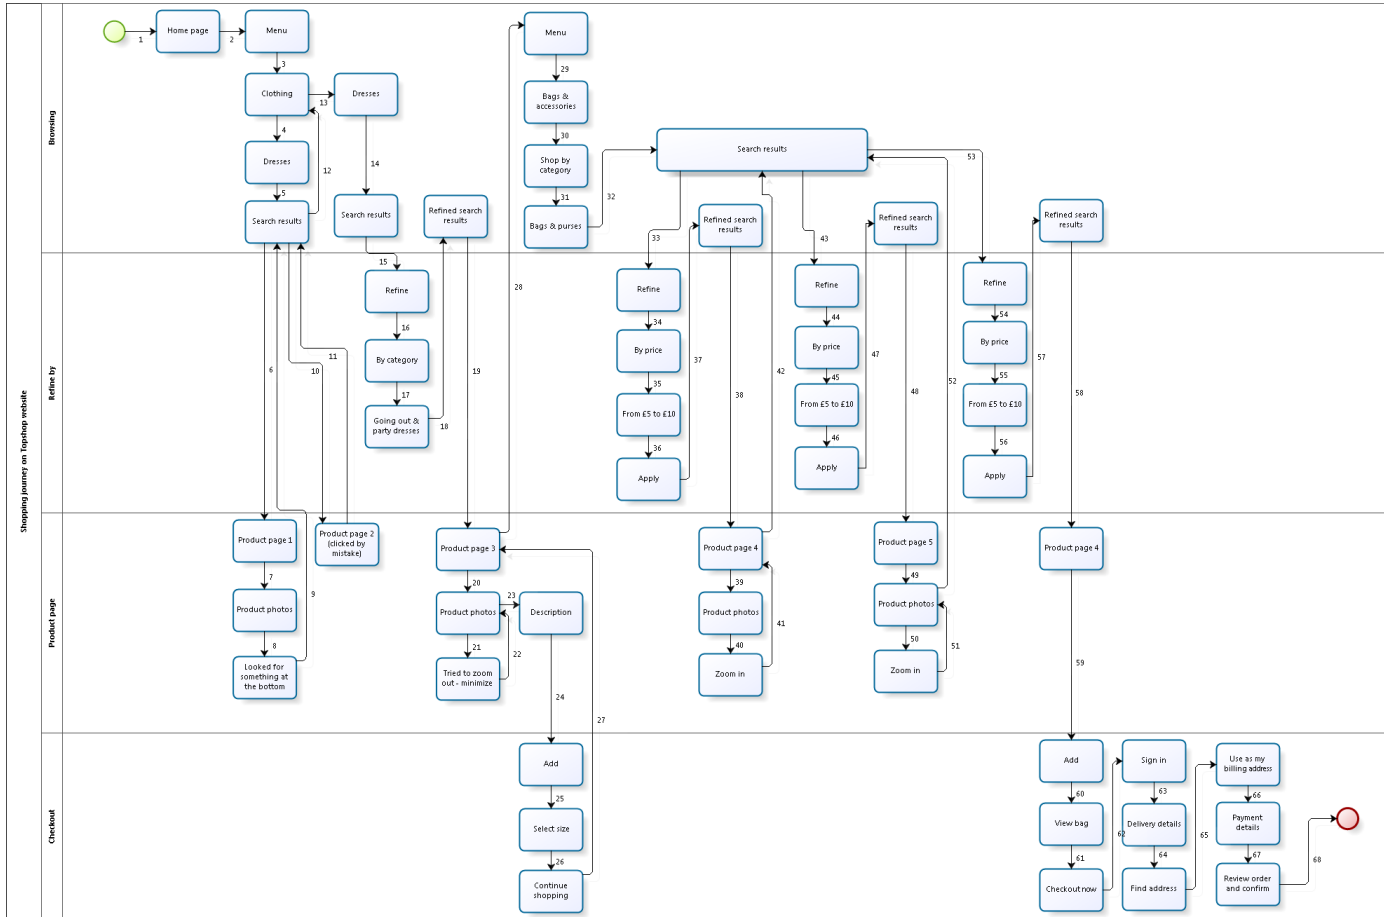 Shopping journey on Topshop website
Browsing
1
Home page
2
Menu
3
Clothing
13
Dresses
4
Dresses
5
12
14
Search results
Search results
Refined search
results
Menu
29
Bags &
accessories
30
Shop by
category
31
Bags & purses
32
Search results
53
33
Refined search
results
43
Refined search
results
Refined search
results
Refine by
15
Refine
16
By category
17
Going out &
party dresses
18
6
10
11
19
28
Refine
34
By price
35
From £5 to £10
36
Apply
37
38
42
Refine
44
By price
45
From £5 to £10
46
Apply
47
48
52
Refine
54
By price
55
From £5 to £10
56
Apply
57
58
Product page
Product page 1
7
Product photos
8
Looked for
something at
the bottom
9
Product page 2
(clicked by
mistake)
Product page 3
20
Product photos
23
Description
21
22
Tried to zoom
out - minimize
24
27
Product page 4
39
Product photos
40
41
Zoom in
Product page 5
49
Product photos
50
51
Zoom in
Product page 4
59
Checkout
Add
25
Select size
26
Continue
shopping
Add
60
View bag
61
Checkout now
62
Sign in
63
Delivery details
64
Find address
65
Use as my
billing address
66
Payment
details
67
Review order
and confirm
68